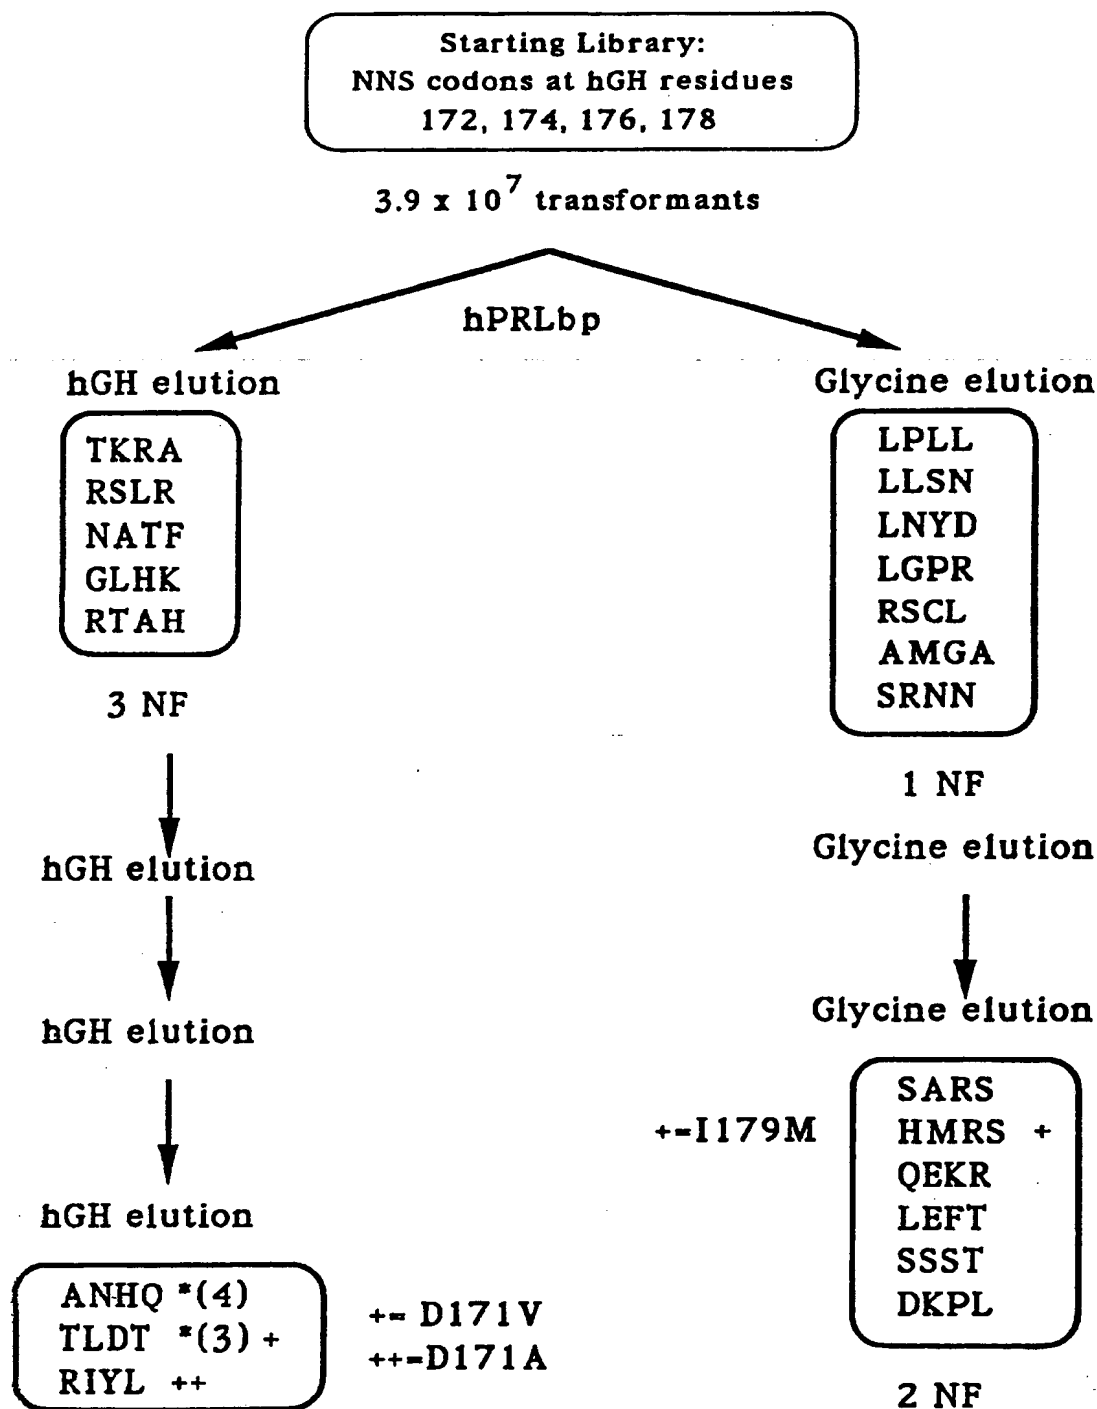 Starting Library:
NNS codons at hGH residues
172, 174, 176, 178
3.9 x 10^7 transformants
hPRLbp
hGH elution
TKRA
RSLR
NATF
GLHK
RTAH
3 NF
hGH elution
hGH elution
hGH elution
ANHQ *(4)
TLDT *(3) +
RIYL ++
+= D171V
++=D171A
Glycine elution
LPLL
LLSN
LNYD
LGPR
RSCL
AMGA
SRNN
1 NF
Glycine elution
Glycine elution
+=I179M
SARS
HMRS +
QEKR
LEFT
SSST
DKPL
2 NF